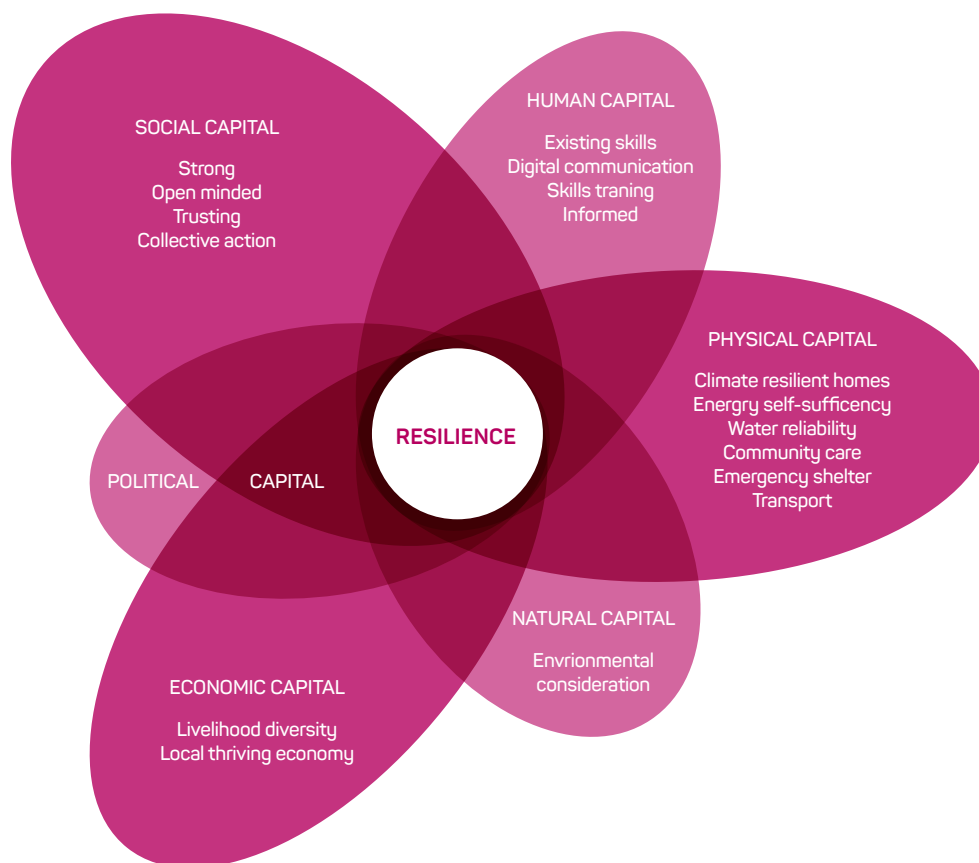 SOCIAL CAPITAL
Strong
Open minded
Trusting
Collective action
HUMAN CAPITAL
Existing skills
Digital communication
Skills traning
Informed
PHYSICAL CAPITAL
Climate resilient homes
Energry self-sufficency
Water reliability
Community care
Emergency shelter
Transport
RESILIENCE
POLITICAL CAPITAL
NATURAL CAPITAL
Envrionmental
consideration
ECONOMIC CAPITAL
Livelihood diversity
Local thriving economy